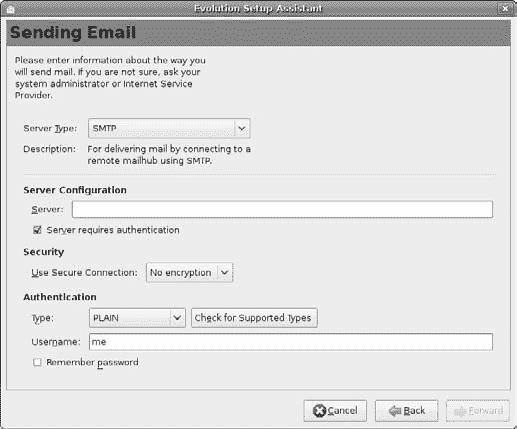 Evolution Setup Assistant
Sending Email
Please enter information about the way you
will send mail. If you are not sure, ask your
system administrator or Internet Service
Provider.
Server Type: SMTP
Description: For delivering mail by connecting to a
remote mailhub using SMTP.
Server Configuration
Server:
Server requires authentication
Security
Use Secure Connection: No encryption
Authentication
Type: PLAIN Check for Supported Types
Username: me
Remember password
Cancel Back Forward